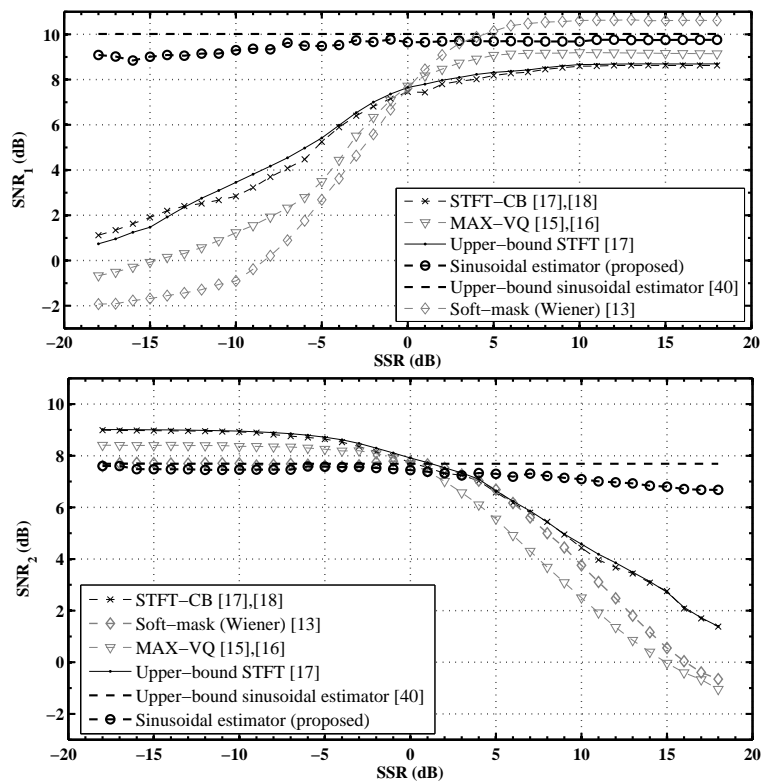 10
8
6
4
2
0
−2
SNR1 (dB)
STFT−CB [17],[18]
MAX−VQ [15],[16]
Upper−bound STFT [17]
Sinusoidal estimator (proposed)
Upper−bound sinusoidal estimator [40]
Soft−mask (Wiener) [13]
−20 −15 −10 −5 0 5 10 15 20
SSR (dB)
10
8
6
4
2
0
−2
SNR2 (dB)
STFT−CB [17],[18]
Soft−mask (Wiener) [13]
MAX−VQ [15],[16]
Upper−bound STFT [17]
Upper−bound sinusoidal estimator [40]
Sinusoidal estimator (proposed)
−20 −15 −10 −5 0 5 10 15 20
SSR (dB)